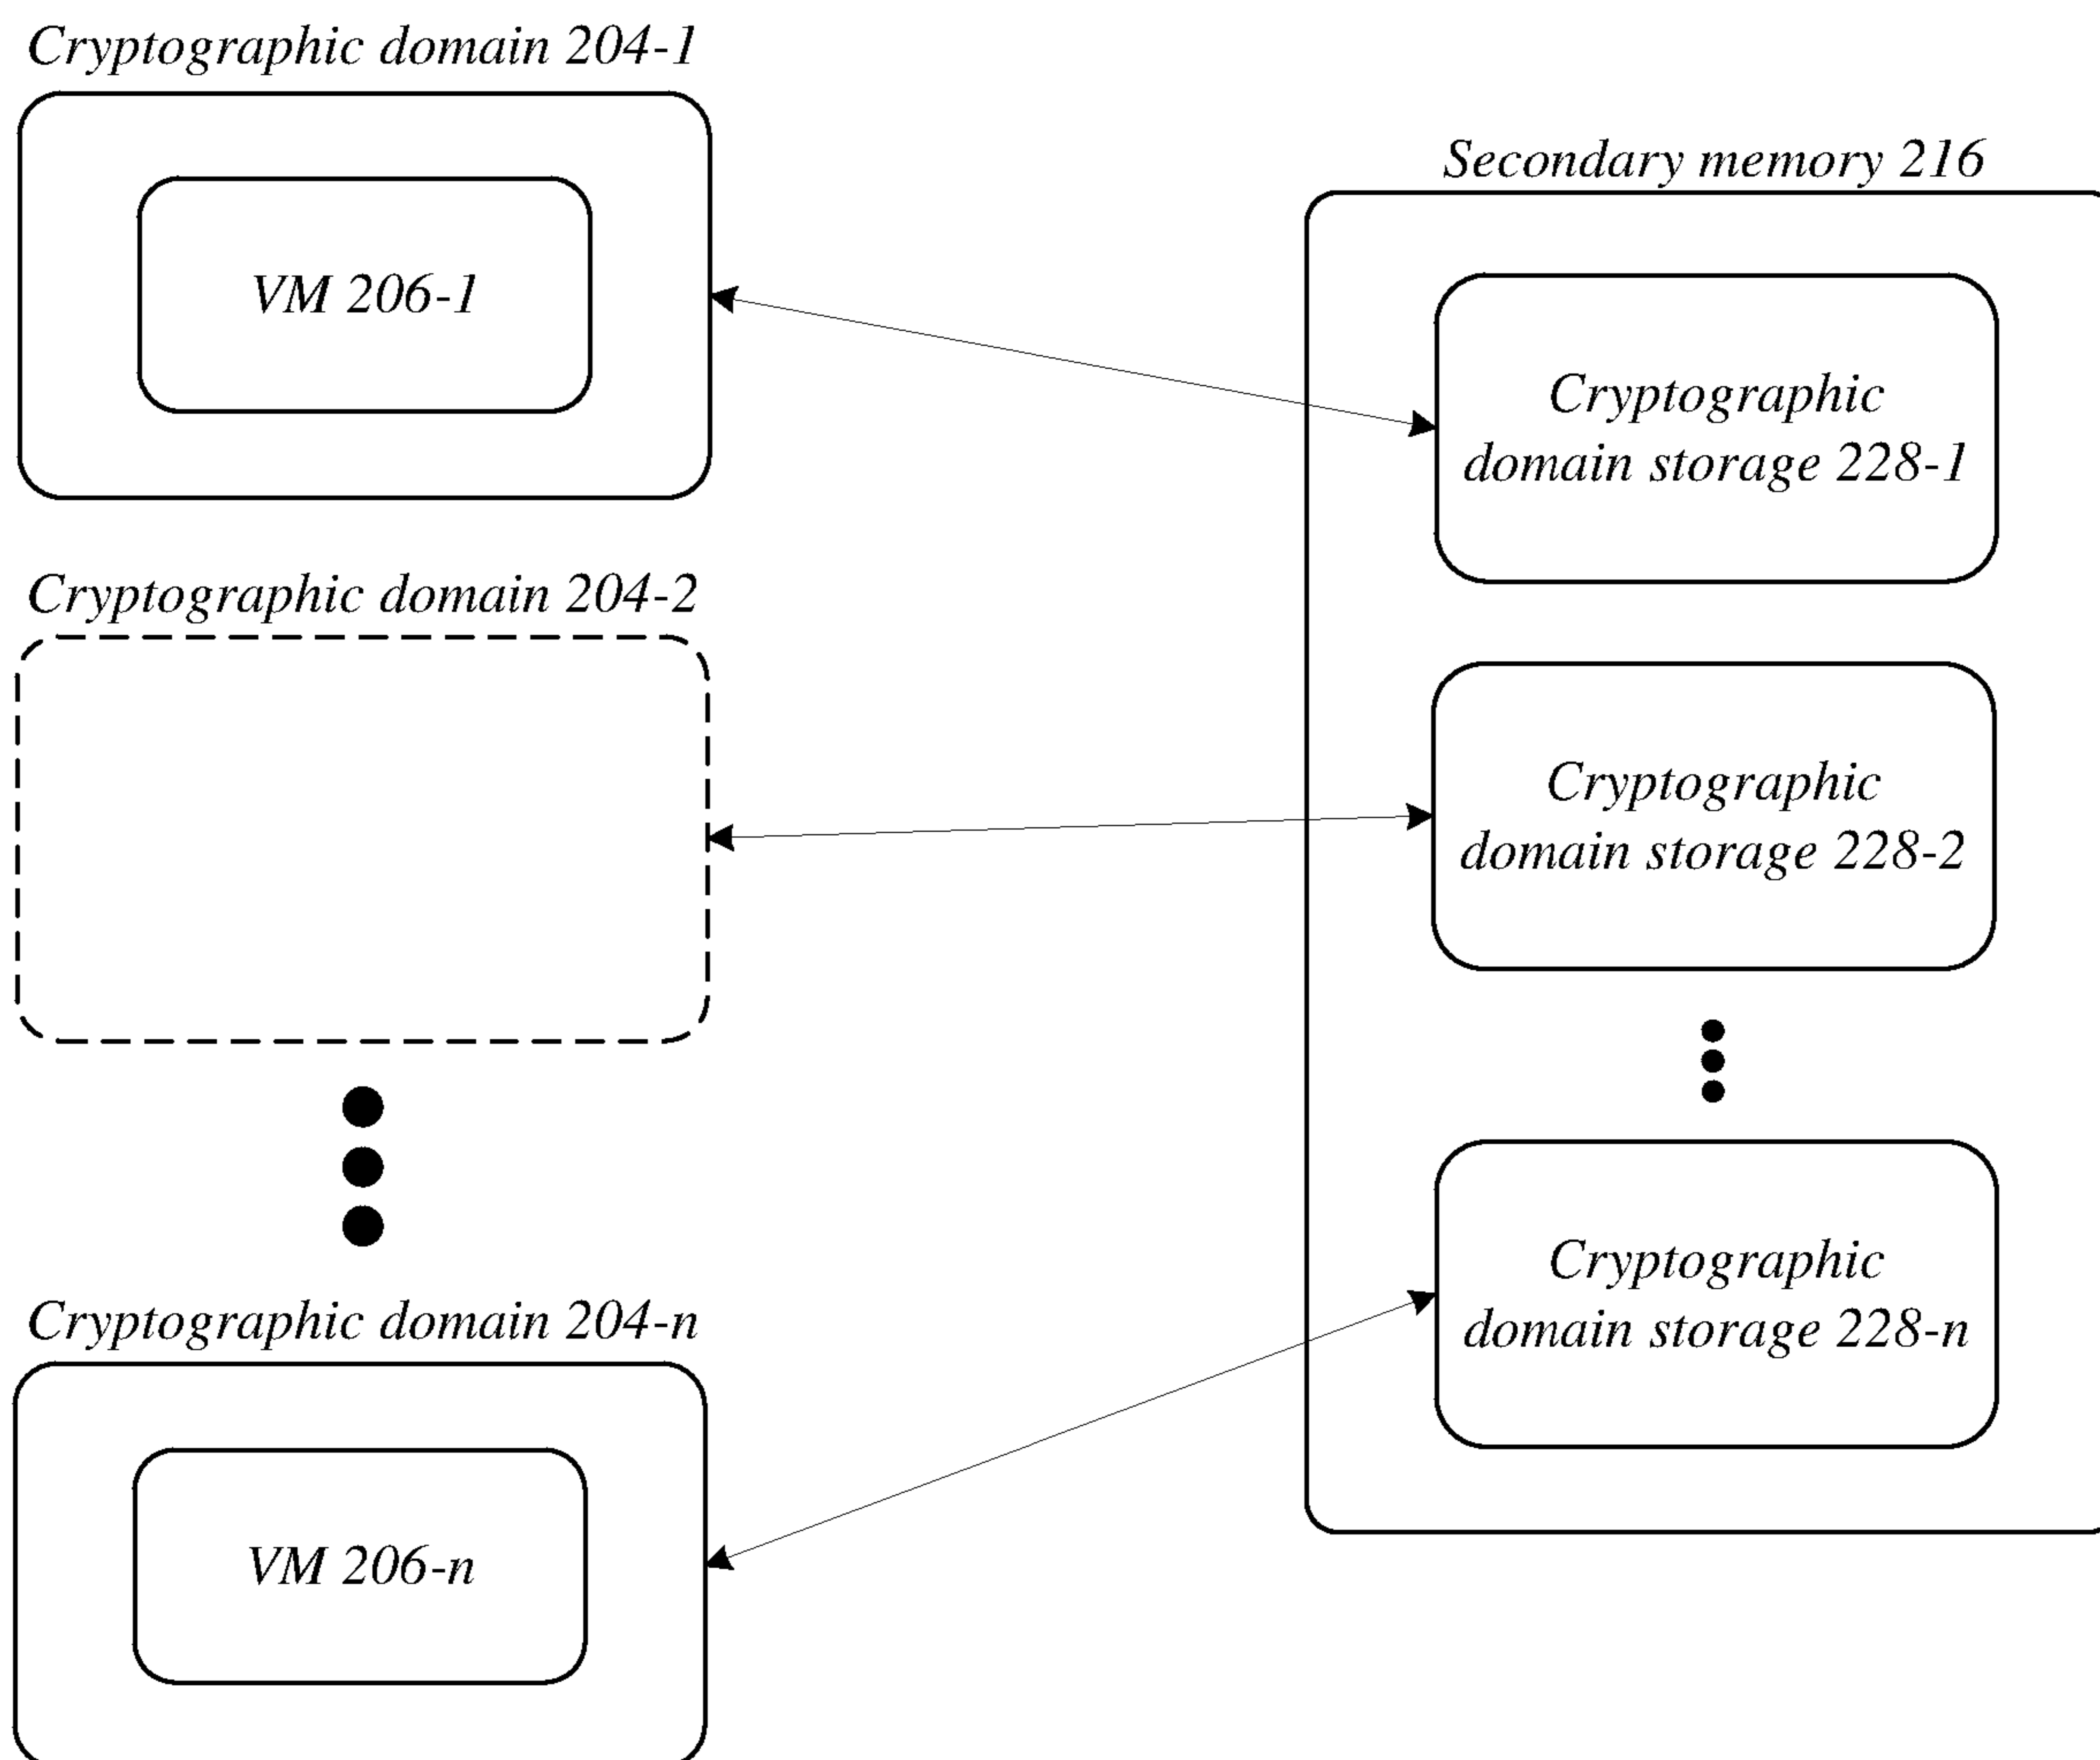 Cryptographic domain 204-1
VM 206-1
Cryptographic domain 204-2
Cryptographic domain 204-n
VM 206-n
Secondary memory 216
Cryptographic
domain storage 228-1
Cryptographic
domain storage 228-2
Cryptographic
domain storage 228-n